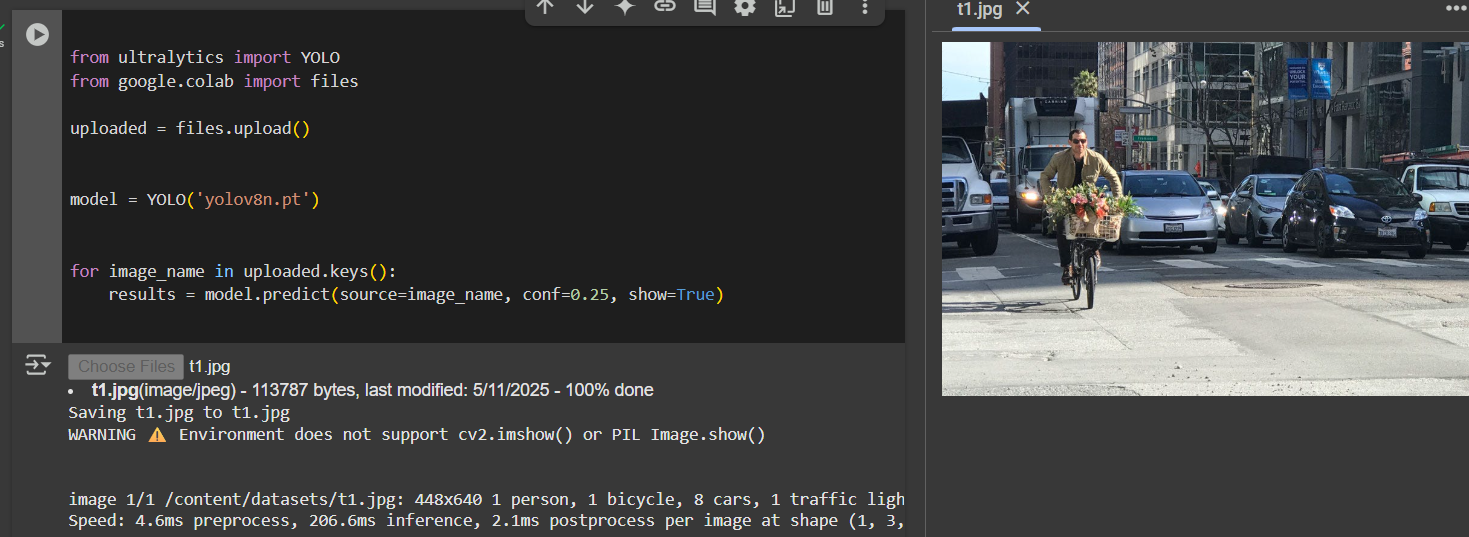 t1.jpg
from ultralytics import YOLO
from google.colab import files
uploaded = files.upload()
model = YOLO('yolov8n.pt')
for image_name in uploaded.keys():
results = model.predict(source=image_name, conf=0.25, show=True)
Choose Files t1.jpg
t1.jpg(image/jpeg) - 113787 bytes, last modified: 5/11/2025 - 100% done
Saving t1.jpg to t1.jpg
WARNING ⚠️ Environment does not support cv2.imshow() or PIL Image.show()
image 1/1 /content/datasets/t1.jpg: 448x640 1 person, 1 bicycle, 8 cars, 1 traffic ligh
Speed: 4.6ms preprocess, 206.6ms inference, 2.1ms postprocess per image at shape (1, 3,
UNLOCK
YOUR
CARRIER